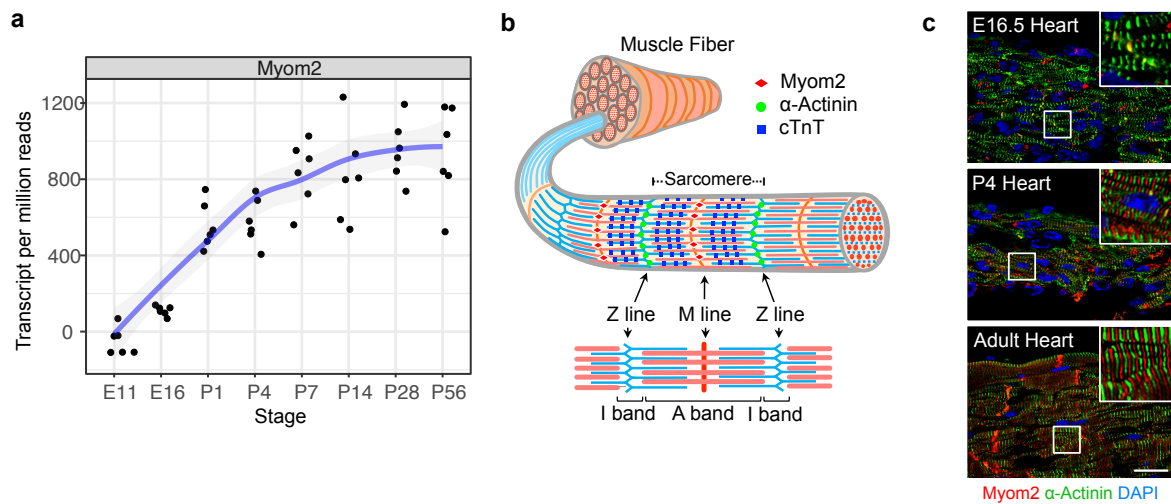 a
Myom2
Transcript per million reads
1200
800
400
0
E11 E16 P1 P4 P7 P14 P28 P56
Stage
b
Muscle Fiber
Myom2
α-Actinin
cTnT
Sarcomere
Z line M line Z line
I band A band I band
c
E16.5 Heart
P4 Heart
Adult Heart
Myom2 α-Actinin DAPI